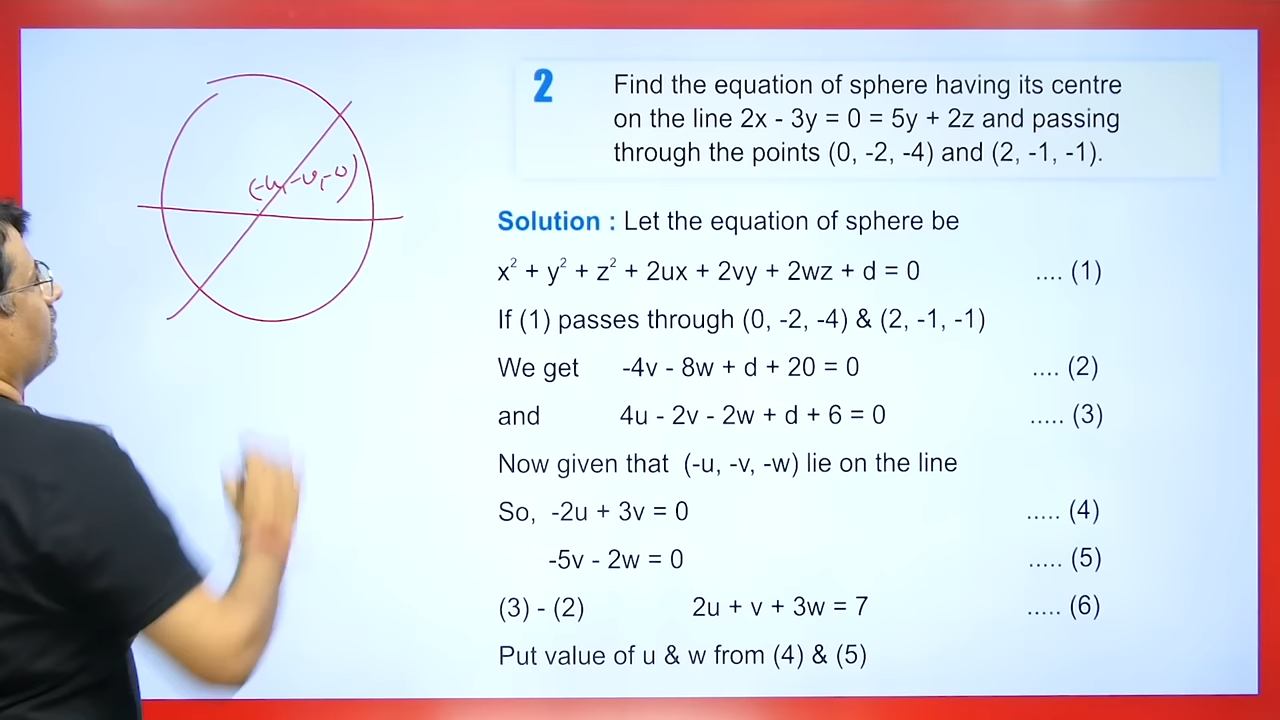 2
Find the equation of sphere having its centre
on the line 2x - 3y = 0 = 5y + 2z and passing
through the points (0, -2, -4) and (2, -1, -1).
Solution : Let the equation of sphere be
x² + y² + z² + 2ux + 2vy + 2wz + d = 0 .... (1)
If (1) passes through (0, -2, -4) & (2, -1, -1)
We get -4v - 8w + d + 20 = 0 .... (2)
and 4u - 2v - 2w + d + 6 = 0 ..... (3)
Now given that (-u, -v, -w) lie on the line
So, -2u + 3v = 0 ..... (4)
-5v - 2w = 0 ..... (5)
(3) - (2) 2u + v + 3w = 7 ..... (6)
Put value of u & w from (4) & (5)